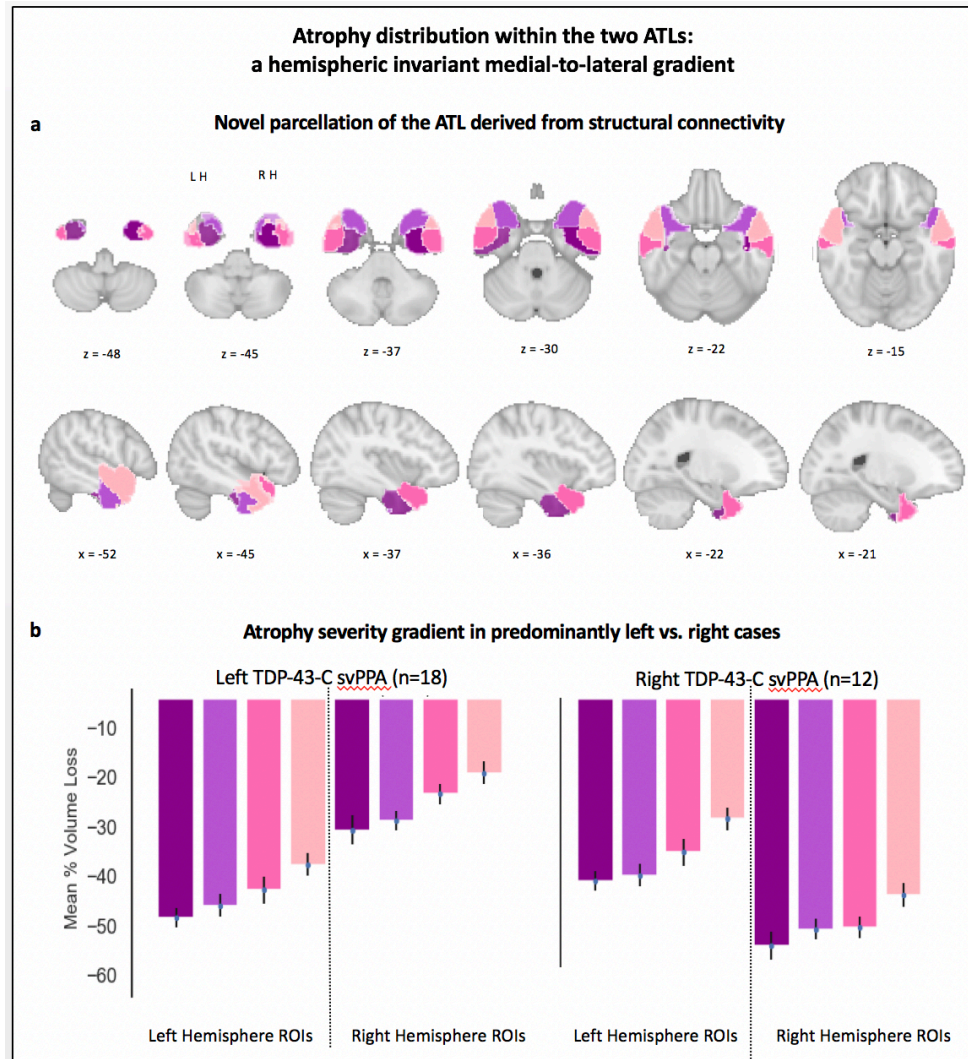 Atrophy distribution within the two ATLs:
a hemispheric invariant medial-to-lateral gradient
a
Novel parcellation of the ATL derived from structural connectivity
L H
R H
z = -48
z = -45
z = -37
z = -30
z = -22
z = -15
x = -52
x = -45
x = -37
x = -36
x = -22
x = -21
b
Atrophy severity gradient in predominantly left vs. right cases
Left TDP-43-C svPPA (n=18)
Right TDP-43-C svPPA (n=12)
Mean % Volume Loss
−10
−20
−30
−40
−50
−60
Left Hemisphere ROIs
Right Hemisphere ROIs
Left Hemisphere ROIs
Right Hemisphere ROIs